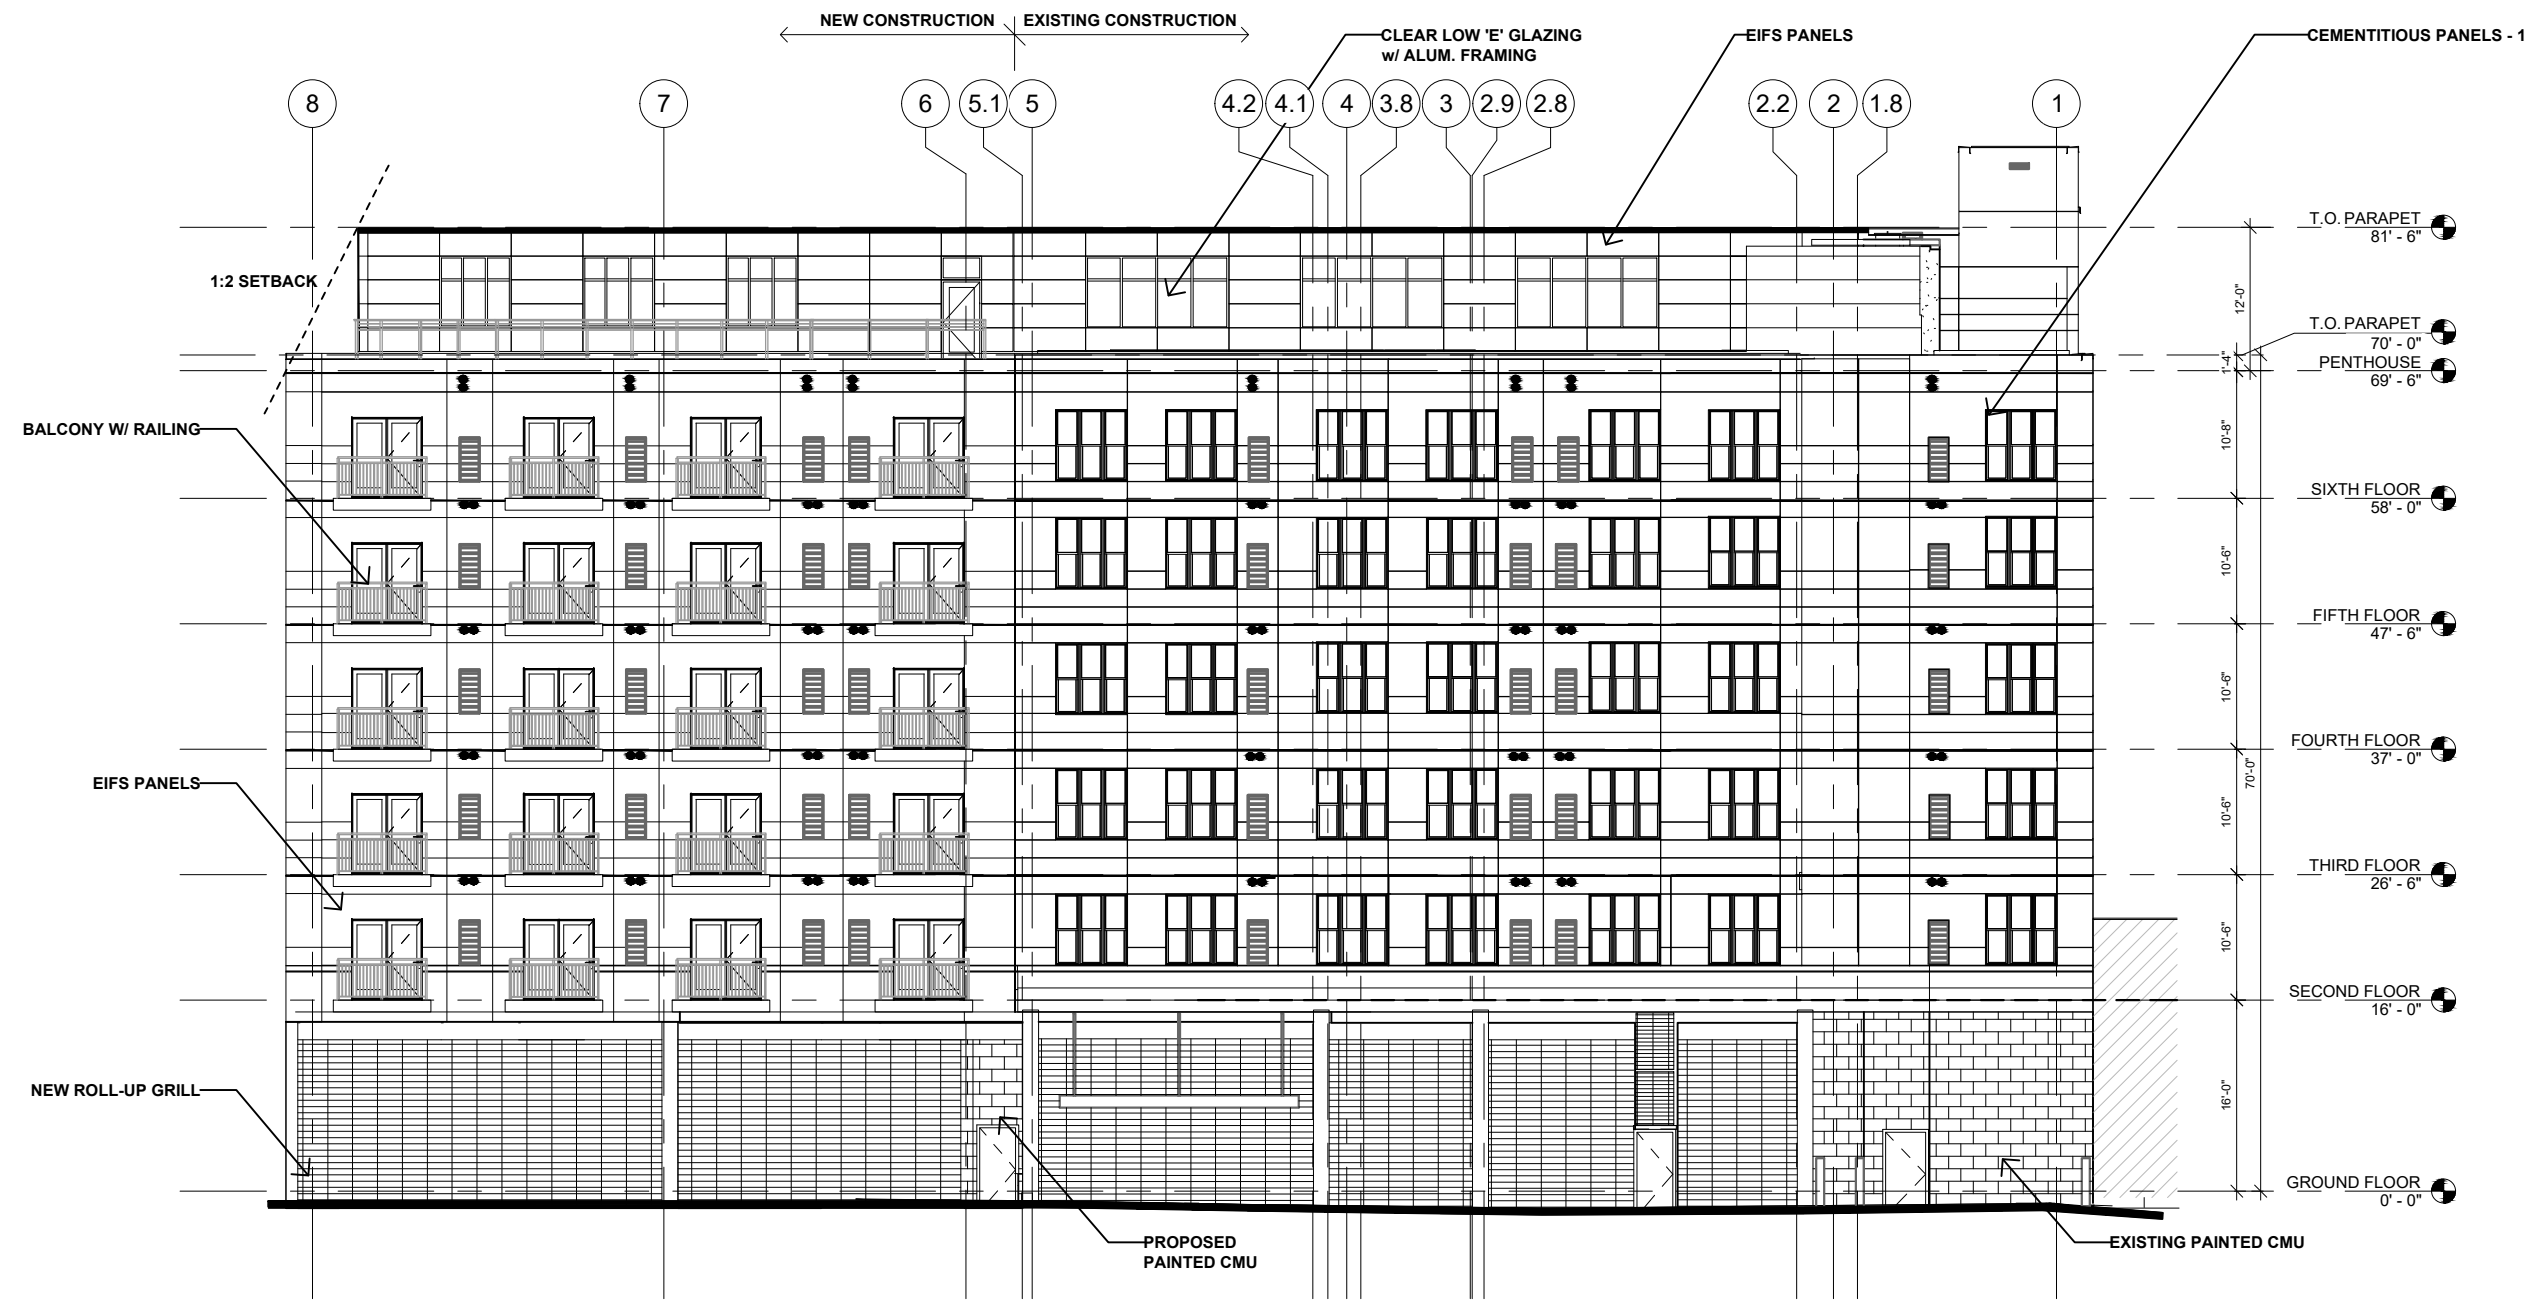 NEW CONSTRUCTION
EXISTING CONSTRUCTION
CLEAR LOW 'E' GLAZING
w/ ALUM. FRAMING
EIFS PANELS
CEMENTITIOUS PANELS - 1
8
7
6
5.1
5
4.2
4.1
4
3.8
3
2.9
2.8
2.2
2
1.8
1
T.O. PARAPET
81' - 6"
1:2 SETBACK
12'-0"
T.O. PARAPET
70' - 0"
1'-4"
PENTHOUSE
69' - 6"
BALCONY W/ RAILING
10'-8"
SIXTH FLOOR
58' - 0"
10'-6"
FIFTH FLOOR
47' - 6"
10'-6"
FOURTH FLOOR
37' - 0"
70'-0"
EIFS PANELS
10'-6"
THIRD FLOOR
26' - 6"
10'-6"
SECOND FLOOR
16' - 0"
NEW ROLL-UP GRILL
16'-0"
GROUND FLOOR
0' - 0"
PROPOSED
PAINTED CMU
EXISTING PAINTED CMU